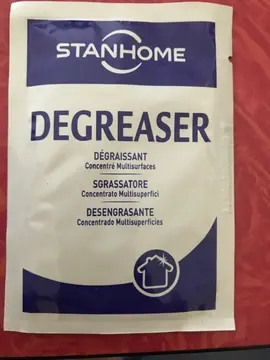 STANHOME
DEGREASER
DÉGRAISSANT
Concentré Multisurfaces
SGRASSATORE
Concentrato Multisuperfici
DESENGRASANTE
Concentrado Multisuperficies